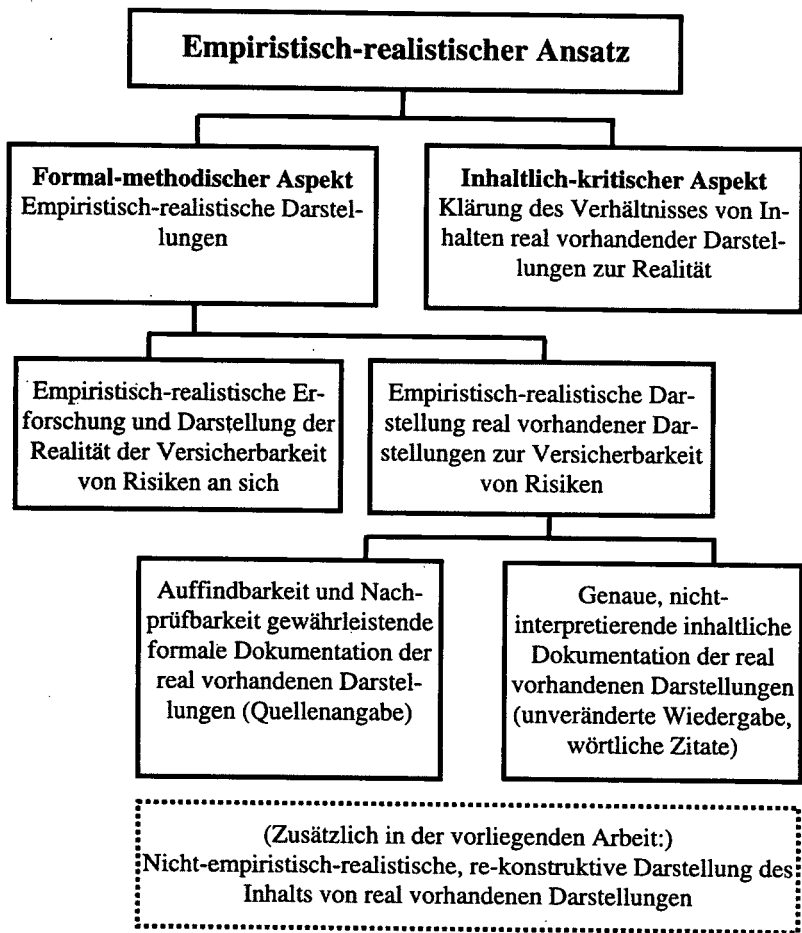 Empiristisch-realistischer Ansatz
Formal-methodischer Aspekt
Empiristisch-realistische Darstel-
lungen
Inhaltlich-kritischer Aspekt
Klärung des Verhältnisses von In-
halten real vorhandender Darstel-
lungen zur Realität
Empiristisch-realistische Er-
forschung und Darstellung der
Realität der Versicherbarkeit
von Risiken an sich
Empiristisch-realistische Dar-
stellung real vorhandener Dar-
stellungen zur Versicherbarkeit
von Risiken
Auffindbarkeit und Nach-
prüfbarkeit gewährleistende
formale Dokumentation der
real vorhandenen Darstel-
lungen (Quellenangabe)
Genaue, nicht-
interpretierende inhaltliche
Dokumentation der real
vorhandenen Darstellungen
(unveränderte Wiedergabe,
wörtliche Zitate)
(Zusätzlich in der vorliegenden Arbeit:)
Nicht-empiristisch-realistische, re-konstruktive Darstellung des
Inhalts von real vorhandenen Darstellungen